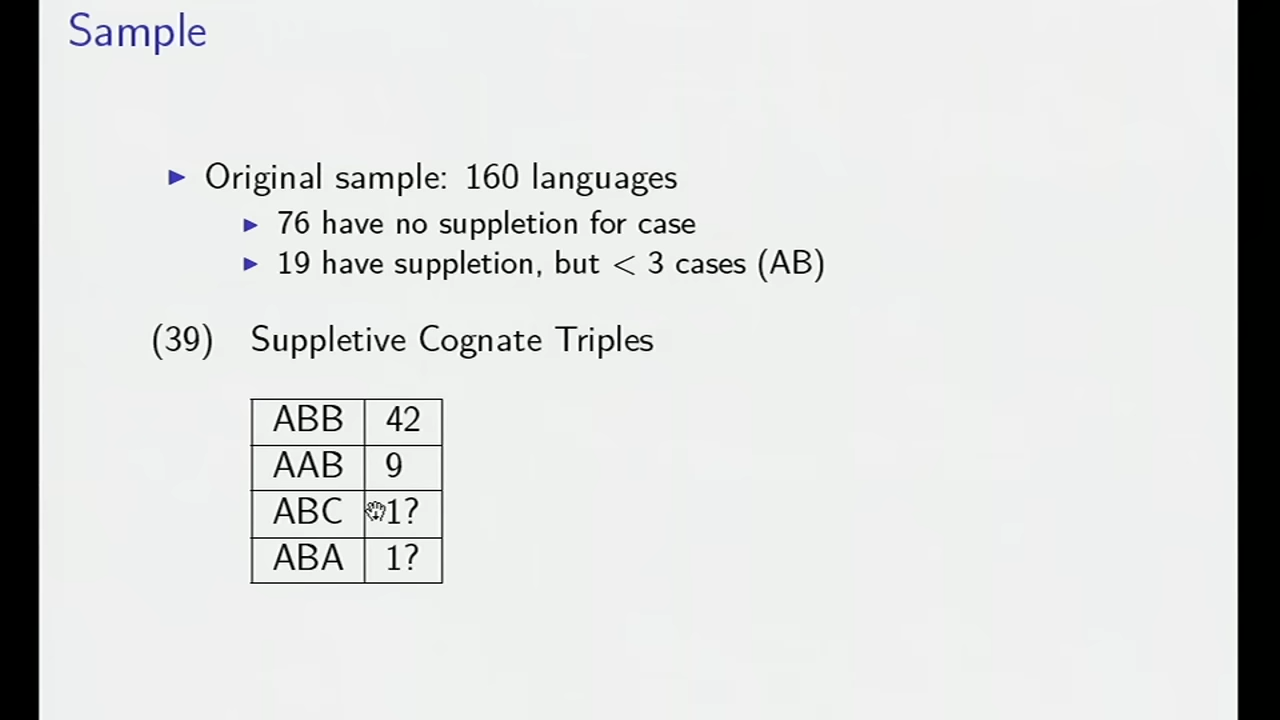 Sample
▶ Original sample: 160 languages
▶ 76 have no suppletion for case
▶ 19 have suppletion, but < 3 cases (AB)
(39) Suppletive Cognate Triples
ABB 42
AAB 9
ABC 1?
ABA 1?